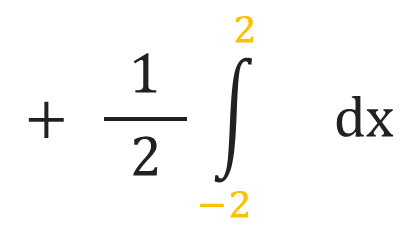 + 1/2 ∫_{-2}^{2} dx